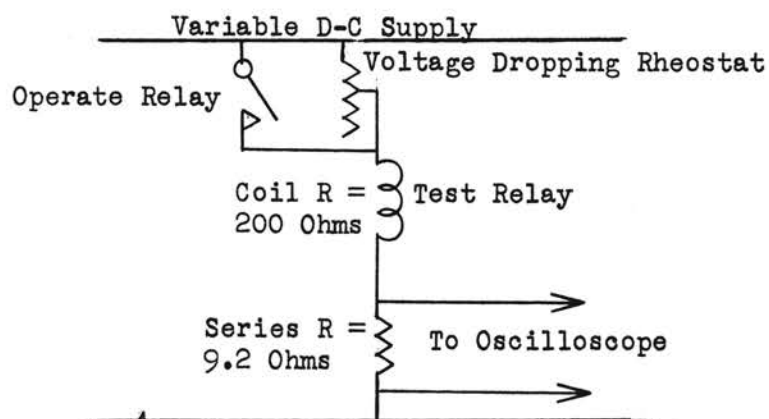 Variable D-C Supply
Voltage Dropping Rheostat
Operate Relay
Coil R =
200 Ohms
Test Relay
Series R =
9.2 Ohms
To Oscilloscope